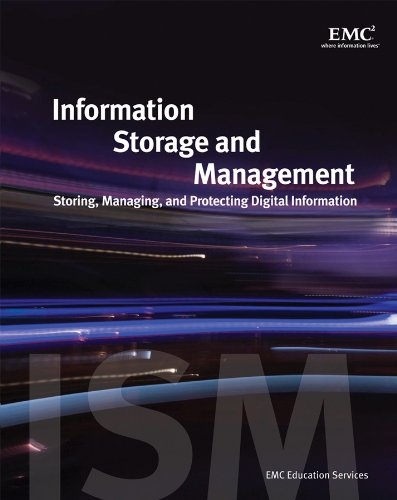 EMC²
where information lives®
Information
Storage and
Management
Storing, Managing, and Protecting Digital Information
ISM
EMC Education Services